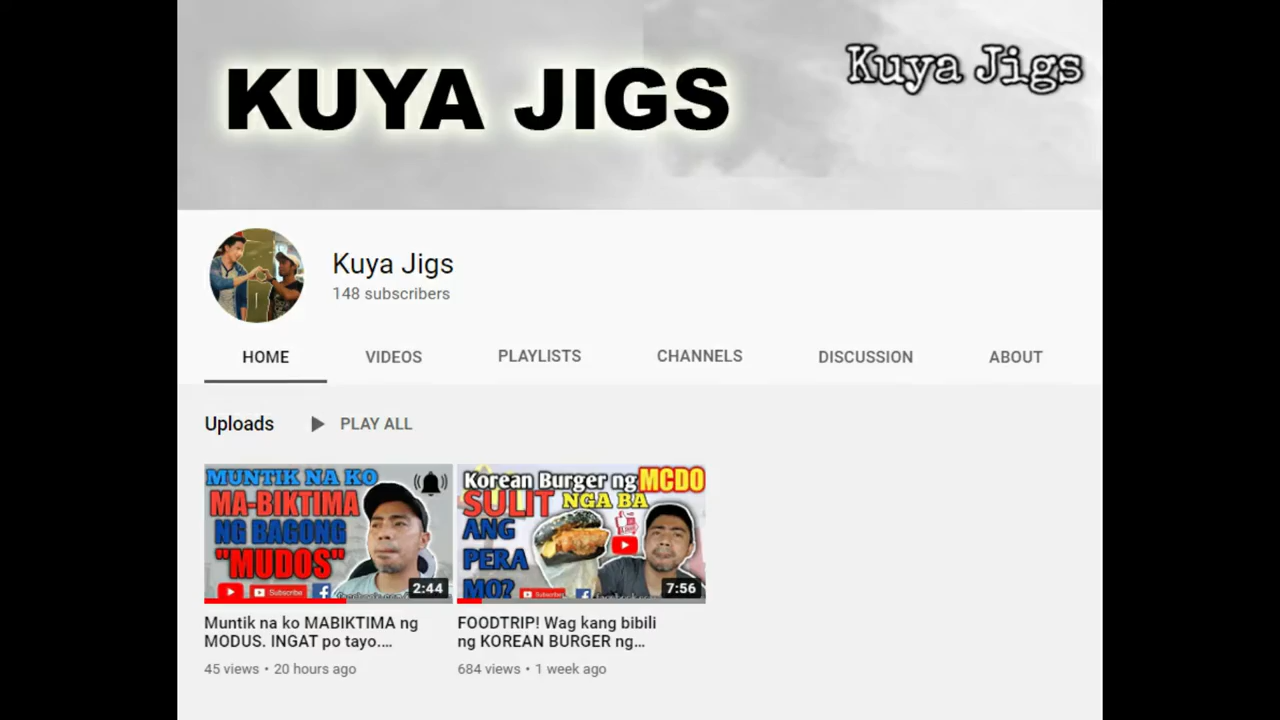 KUYA JIGS
Kuya Jigs
Kuya Jigs
148 subscribers
HOME VIDEOS PLAYLISTS CHANNELS DISCUSSION ABOUT
Uploads PLAY ALL
MUNTIK NA KO
MA-BIKTIMA
NG BAGONG
"MUDOS"
Subscribe
2:44
Korean Burger ng MCDO
SULIT NGA BA
ANG
PERA
MO?
Subscribe
7:56
Muntik na ko MABIKTIMA ng
MODUS. INGAT po tayo....
45 views • 20 hours ago
FOODTRIP! Wag kang bibili
ng KOREAN BURGER ng...
684 views • 1 week ago